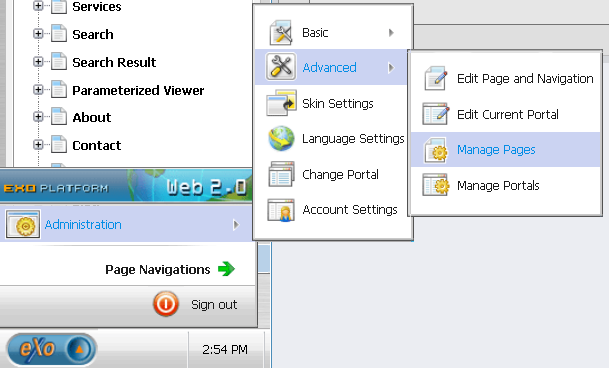 Services
Search
Search Result
Parameterized Viewer
About
Contact
EXO PLATFORM Web 2.0
Administration
Page Navigations
Sign out
eXo
2:54 PM
Basic
Advanced
Skin Settings
Language Settings
Change Portal
Account Settings
Edit Page and Navigation
Edit Current Portal
Manage Pages
Manage Portals